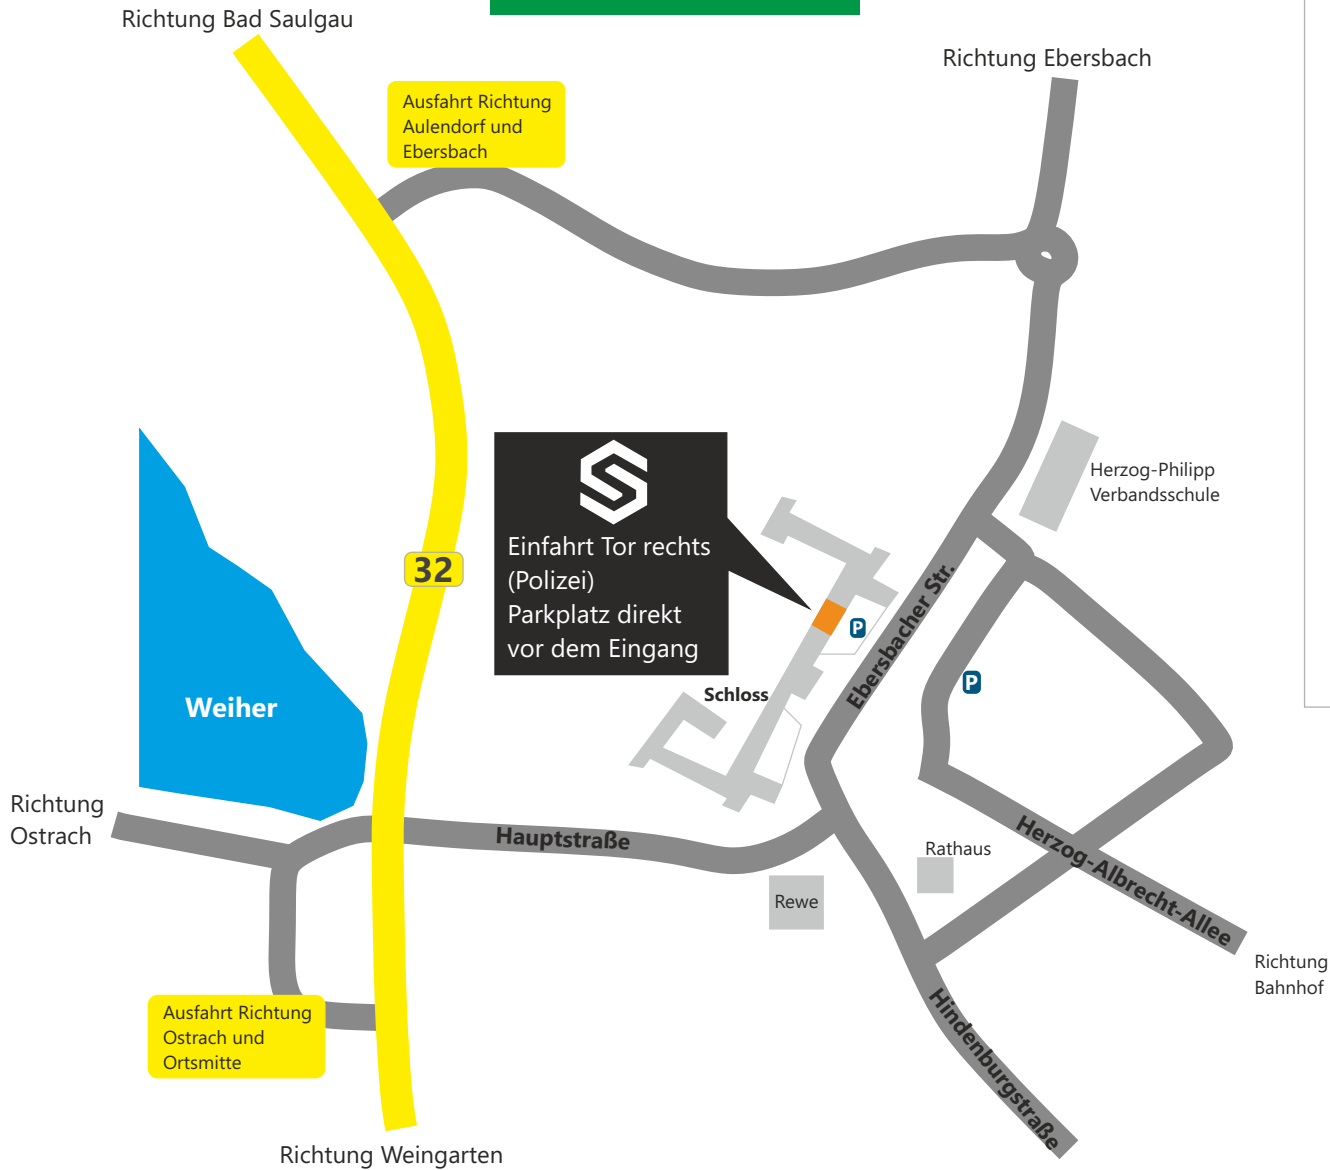 Richtung Bad Saulgau
Richtung Ebersbach
Ausfahrt Richtung
Aulendorf und
Ebersbach
Herzog-Philipp
Verbandsschule
Einfahrt Tor rechts
(Polizei)
Parkplatz direkt
vor dem Eingang
32
P
Ebersbacher Str.
P
Schloss
Weiher
Richtung
Ostrach
Hauptstraße
Rathaus
Rewe
Herzog-Albrecht-Allee
Richtung
Bahnhof
Ausfahrt Richtung
Ostrach und
Ortsmitte
Hindenburgstraße
Richtung Weingarten